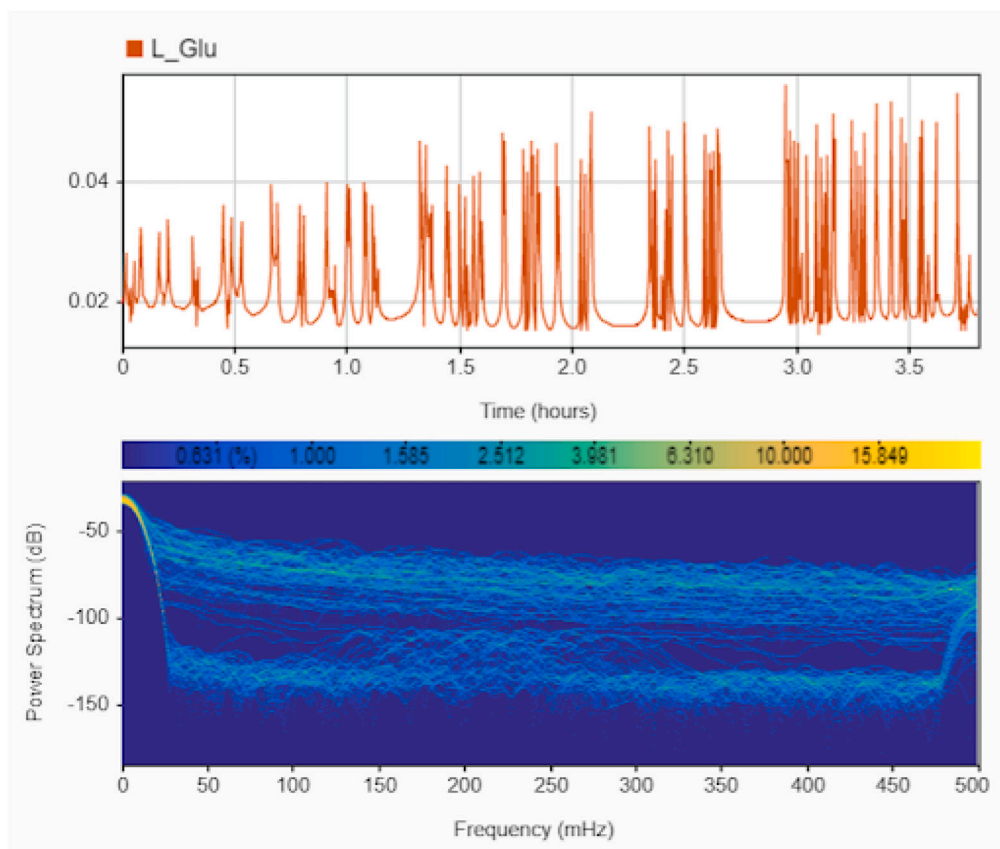 L_Glu
0.04
0.02
0 0.5 1.0 1.5 2.0 2.5 3.0 3.5
Time (hours)
0.631 (%) 1.000 1.585 2.512 3.981 6.310 10.000 15.849
Power Spectrum (dB)
-50
-100
-150
0 50 100 150 200 250 300 350 400 450 500
Frequency (mHz)